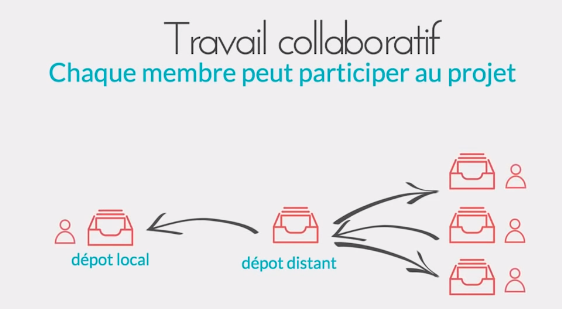 Travail collaboratif
Chaque membre peut participer au projet
dépot local
dépot distant